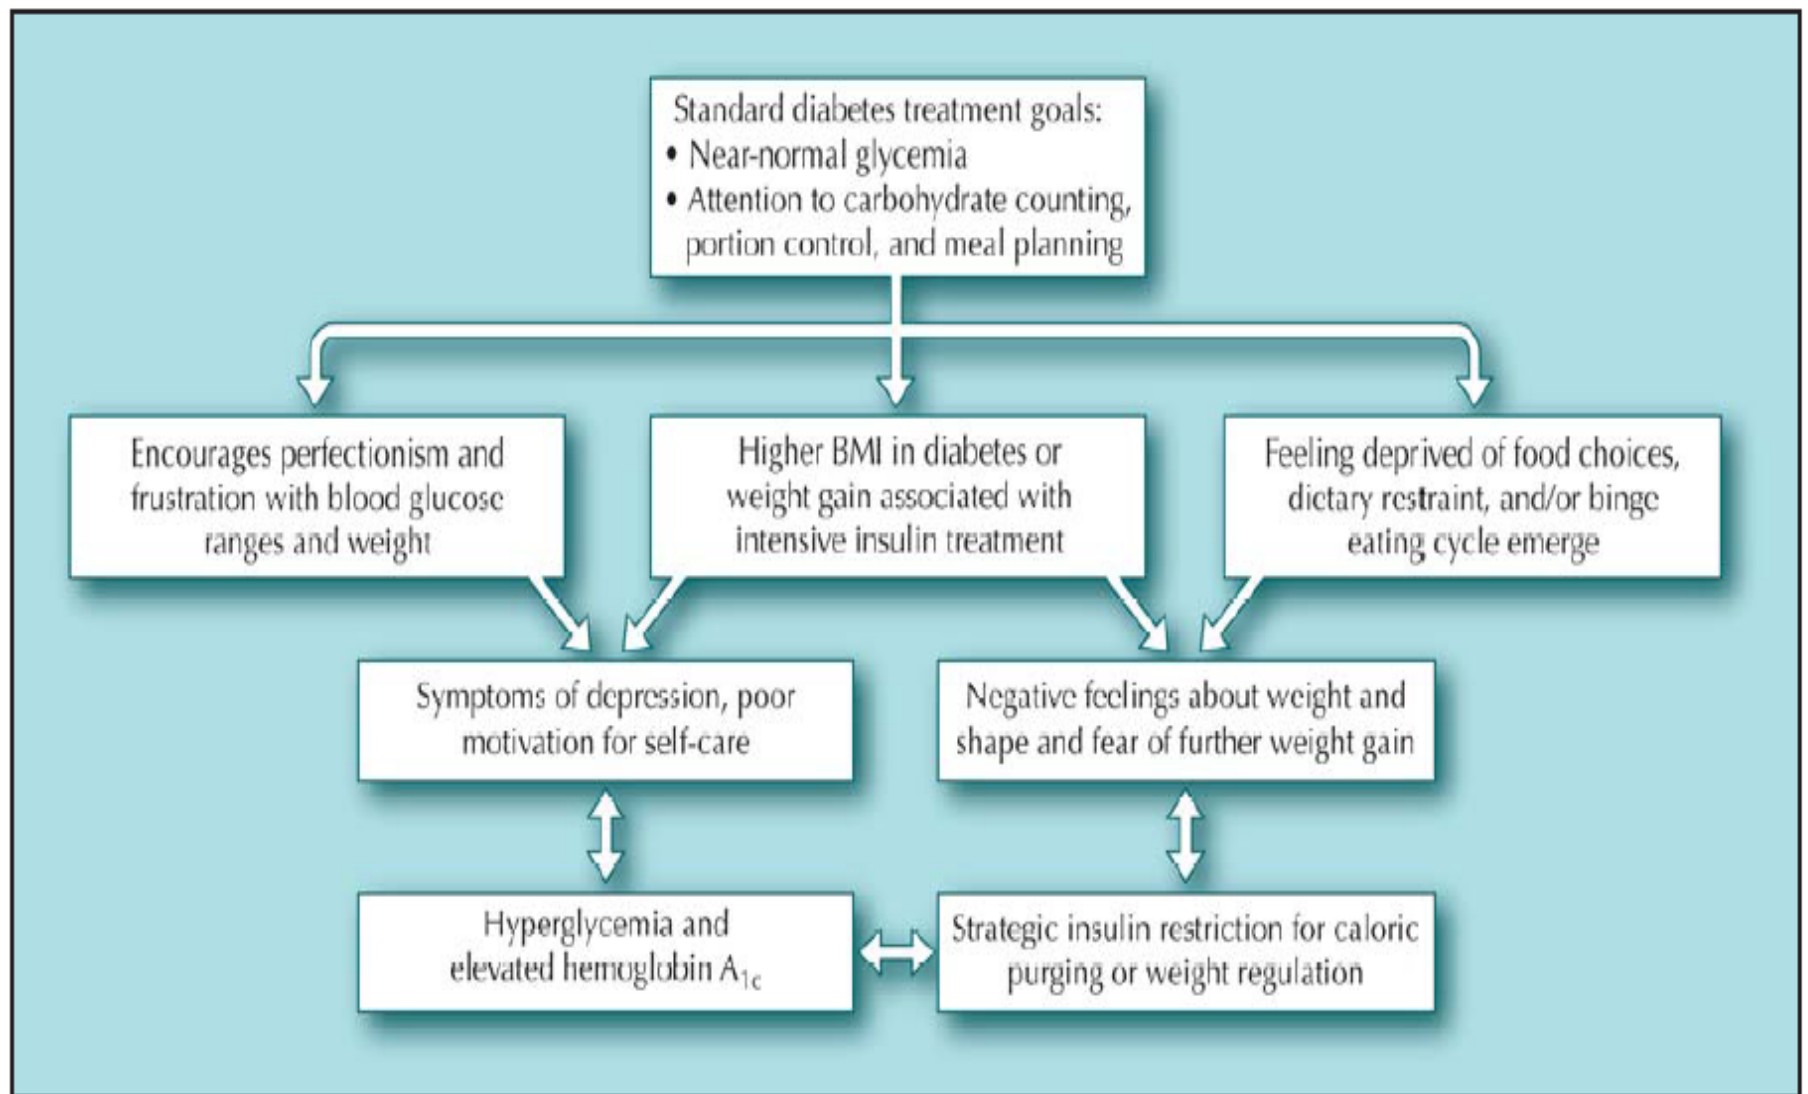 Standard diabetes treatment goals:
• Near-normal glycemia
• Attention to carbohydrate counting,
portion control, and meal planning
Encourages perfectionism and
frustration with blood glucose
ranges and weight
Higher BMI in diabetes or
weight gain associated with
intensive insulin treatment
Feeling deprived of food choices,
dietary restraint, and/or binge
eating cycle emerge
Symptoms of depression, poor
motivation for self-care
Negative feelings about weight and
shape and fear of further weight gain
Hyperglycemia and
elevated hemoglobin A1c
Strategic insulin restriction for caloric
purging or weight regulation